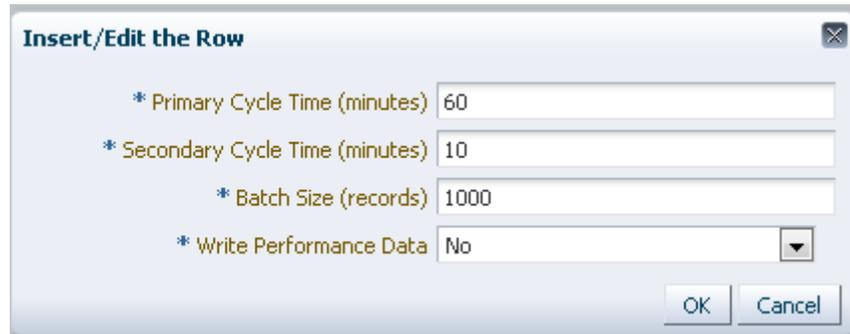 Insert/Edit the Row
* Primary Cycle Time (minutes) 60
* Secondary Cycle Time (minutes) 10
* Batch Size (records) 1000
* Write Performance Data No
OK Cancel